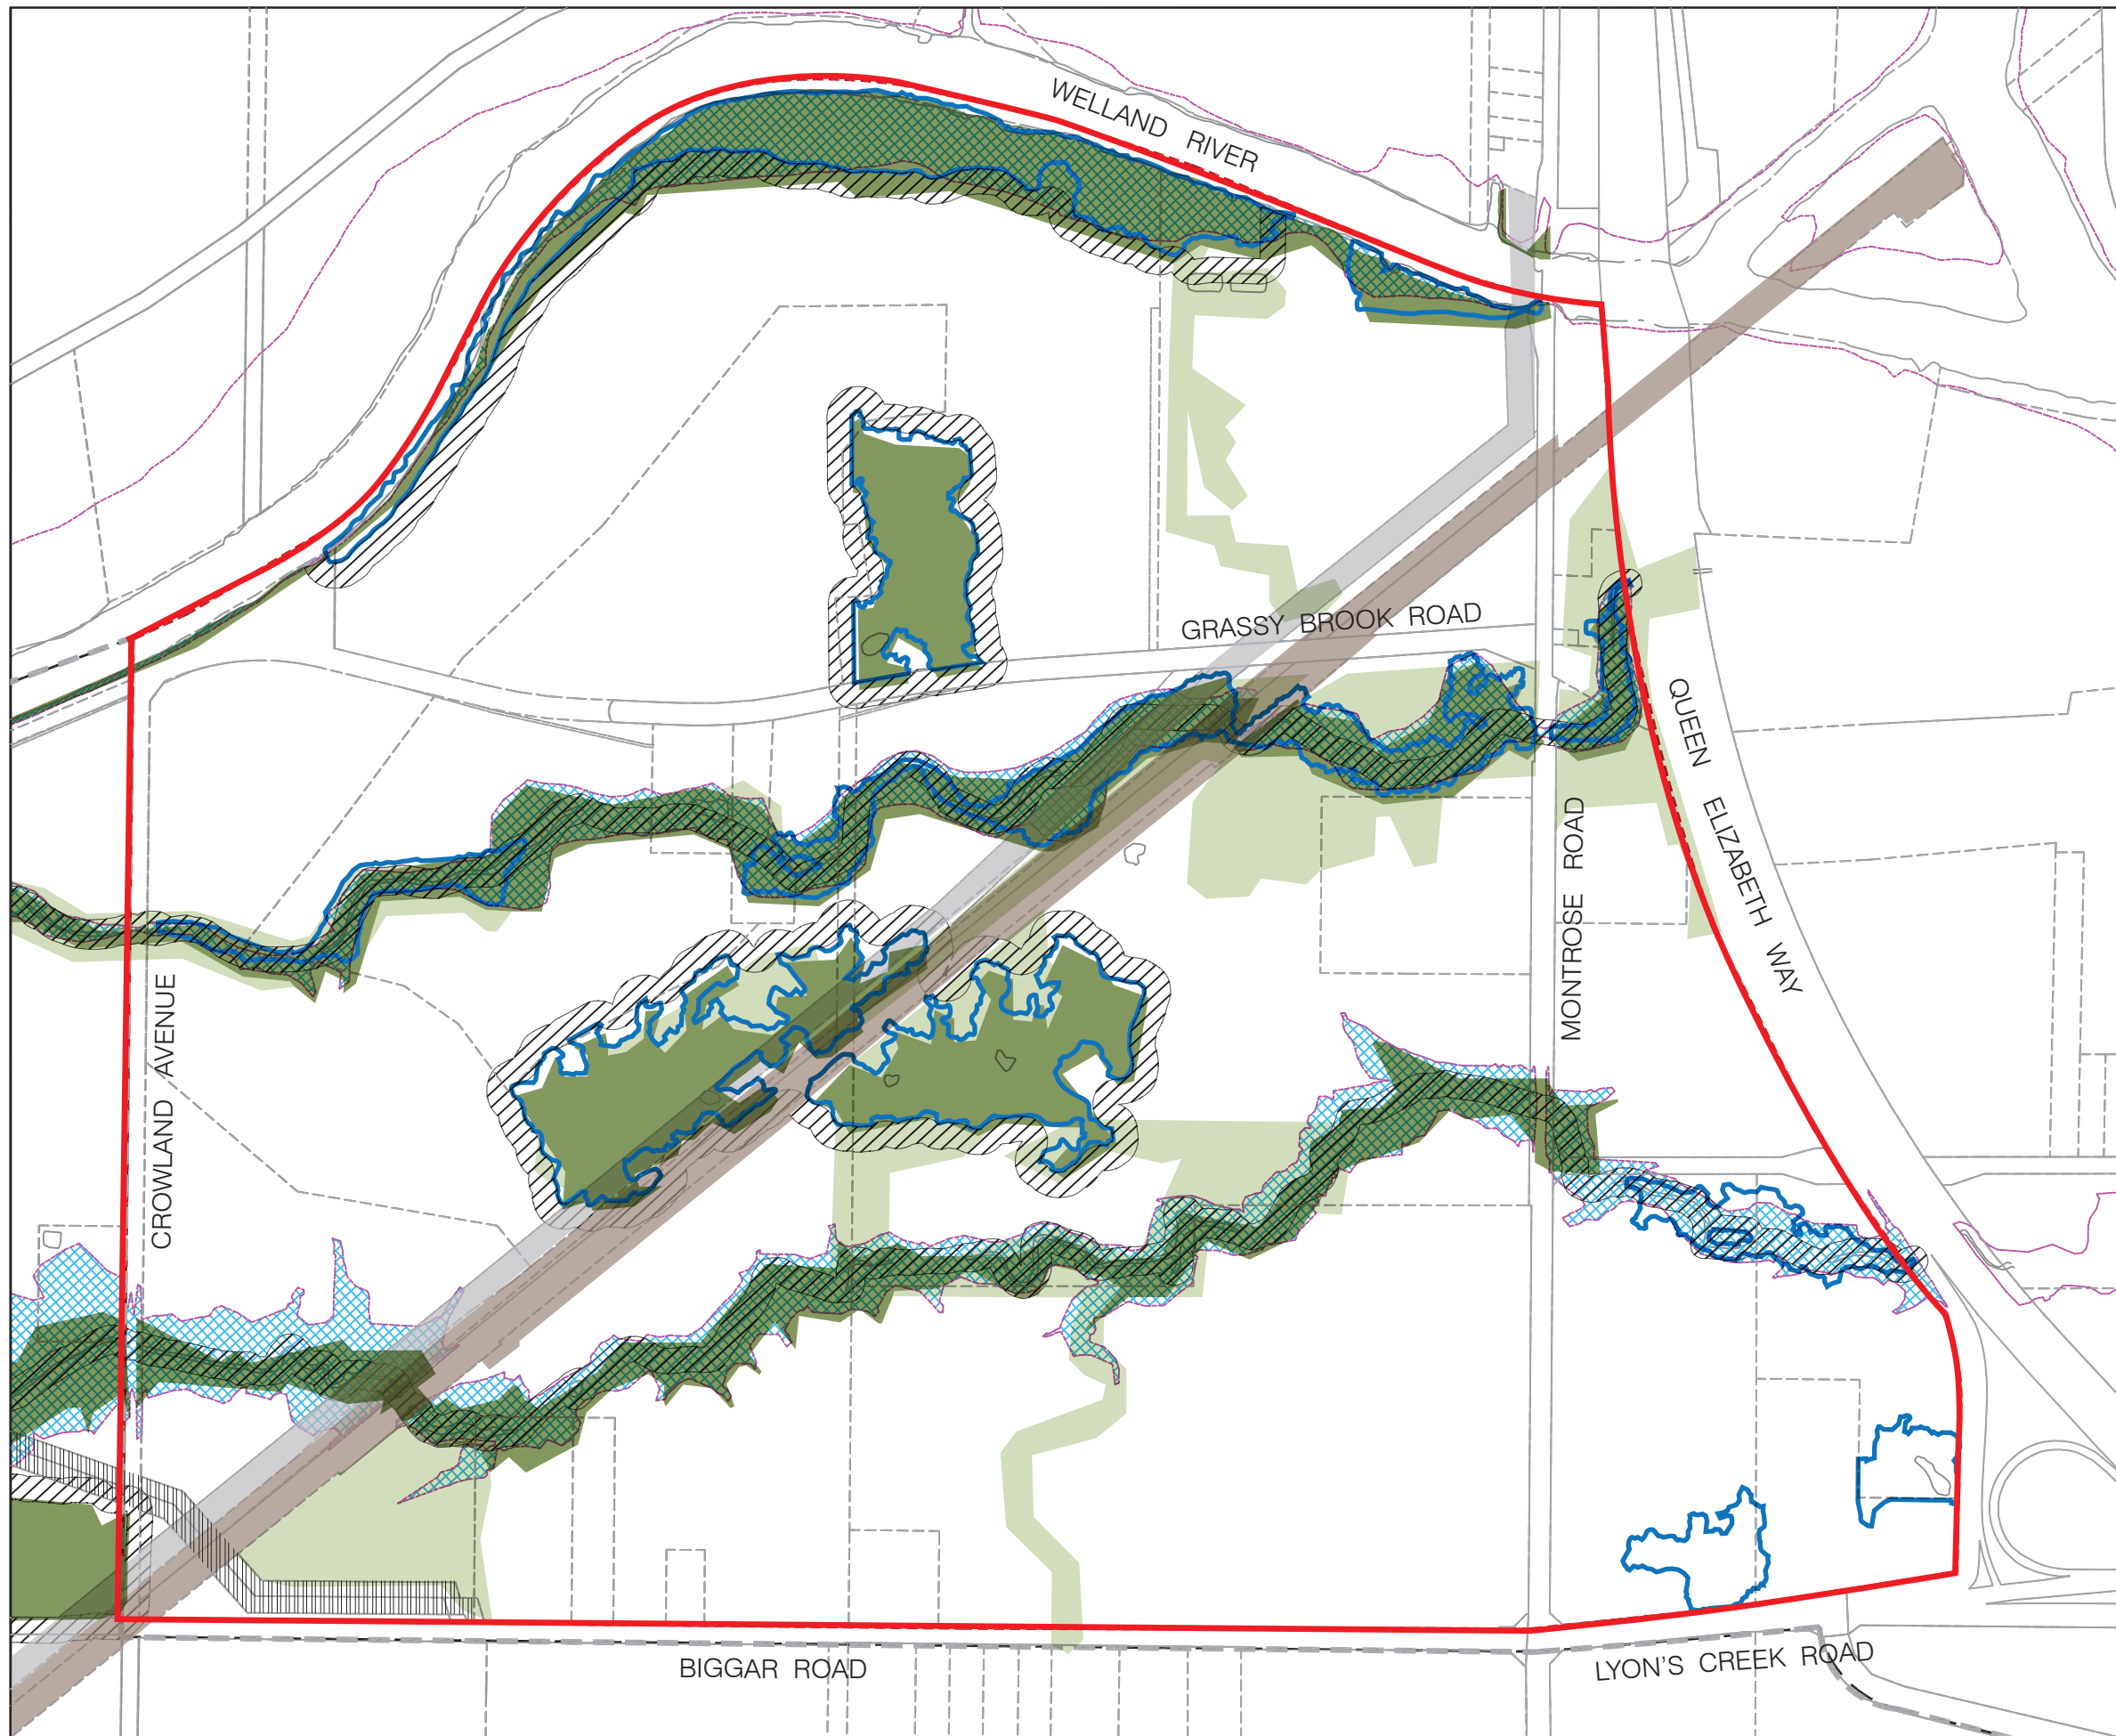 WELLAND RIVER
GRASSY BROOK ROAD
QUEEN ELIZABETH WAY
MONTROSE ROAD
CROWLAND AVENUE
BIGGAR ROAD
LYON'S CREEK ROAD